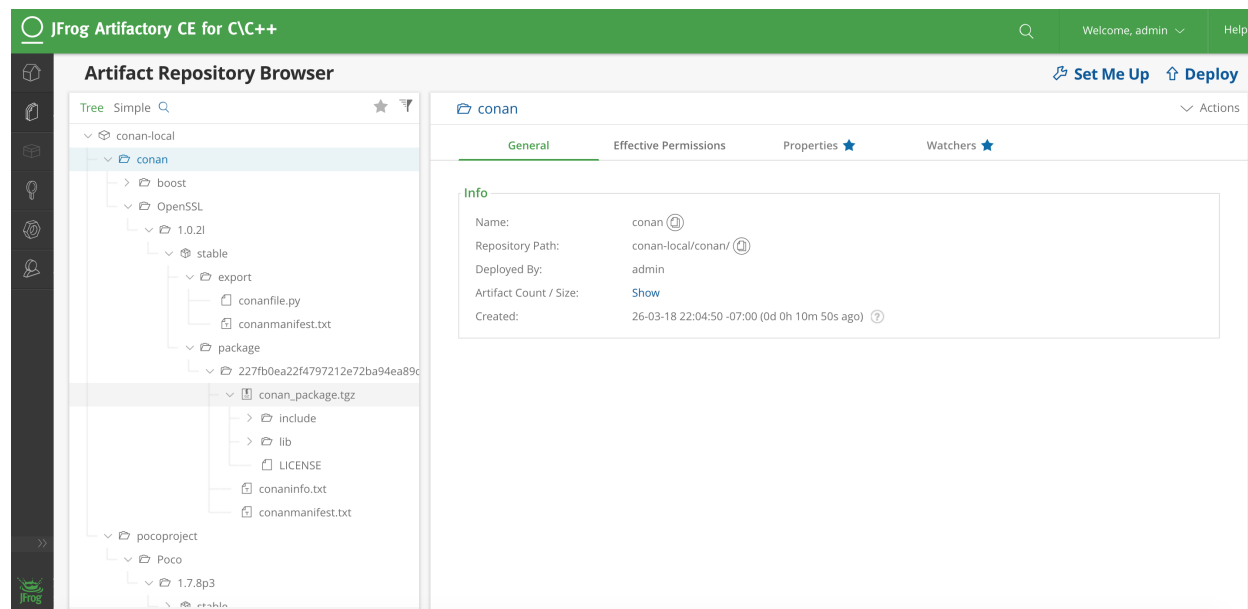 JFrog Artifactory CE for C\C++
Welcome, admin
Help
Artifact Repository Browser
Set Me Up
Deploy
Tree Simple
conan-local
conan
boost
OpenSSL
1.0.2l
stable
export
conanfile.py
conanmanifest.txt
package
227fb0ea22f4797212e72ba94ea89c
conan_package.tgz
include
lib
LICENSE
conaninfo.txt
conanmanifest.txt
pocoproject
Poco
1.7.8p3
stable
conan
Actions
General
Effective Permissions
Properties
Watchers
Info
Name: conan
Repository Path: conan-local/conan/
Deployed By: admin
Artifact Count / Size: Show
Created: 26-03-18 22:04:50 -07:00 (0d 0h 10m 50s ago) ?
JFrog